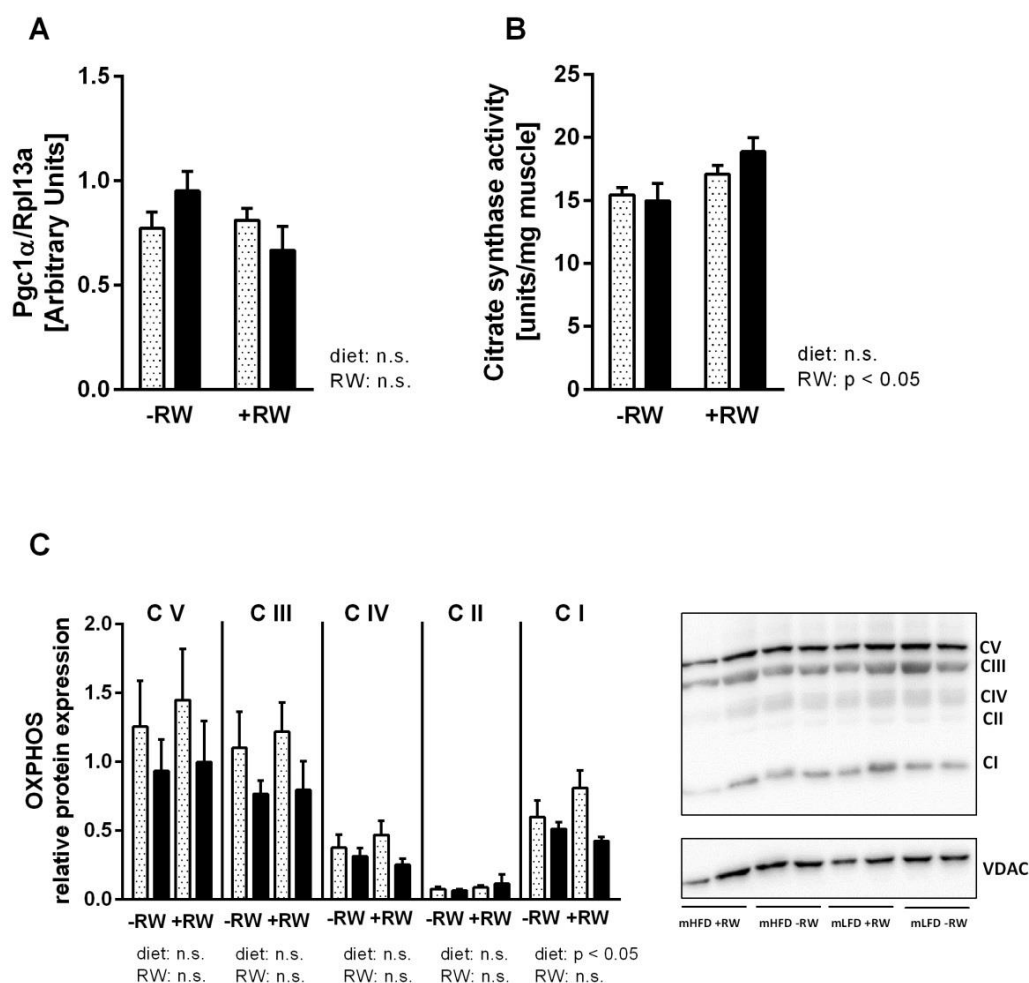 A
Pgc1α/Rpl13a
[Arbitrary Units]
1.5
1.0
0.5
0.0
-RW
+RW
diet: n.s.
RW: n.s.
B
Citrate synthase activity
[units/mg muscle]
25
20
15
10
5
0
-RW
+RW
diet: n.s.
RW: p < 0.05
C
OXPHOS
relative protein expression
2.0
1.5
1.0
0.5
0.0
C V
C III
C IV
C II
C I
-RW +RW -RW +RW -RW +RW -RW +RW -RW +RW
diet: n.s. diet: n.s. diet: n.s. diet: n.s. diet: p < 0.05
RW: n.s. RW: n.s. RW: n.s. RW: n.s. RW: n.s.
CV
CIII
CIV
CII
CI
VDAC
mHFD +RW mHFD -RW mLFD +RW mLFD -RW